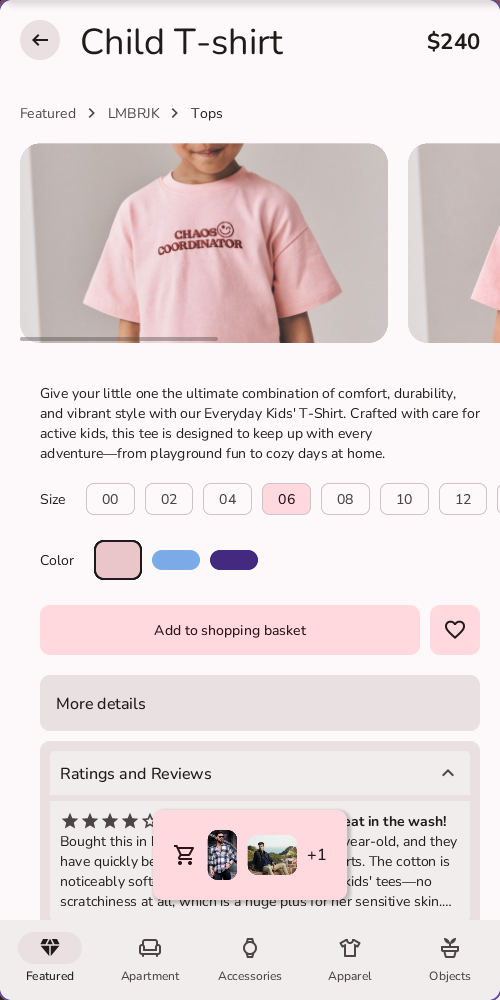 Child T-shirt
$240
Featured
LMBRJK
Tops
CHAOS
COORDINATOR
Give your little one the ultimate combination of comfort, durability,
and vibrant style with our Everyday Kids' T-Shirt. Crafted with care for
active kids, this tee is designed to keep up with every
adventure—from playground fun to cozy days at home.
Size 00 02 04 06 08 10 12
Color
Add to shopping basket
More details
Ratings and Reviews
eat in the wash!
Bought this in year-old, and they
have quickly be rts. The cotton is
noticeably soft kids' tees—no
scratchiness at all, which is a huge plus for her sensitive skin....
+1
Featured
Apartment
Accessories
Apparel
Objects